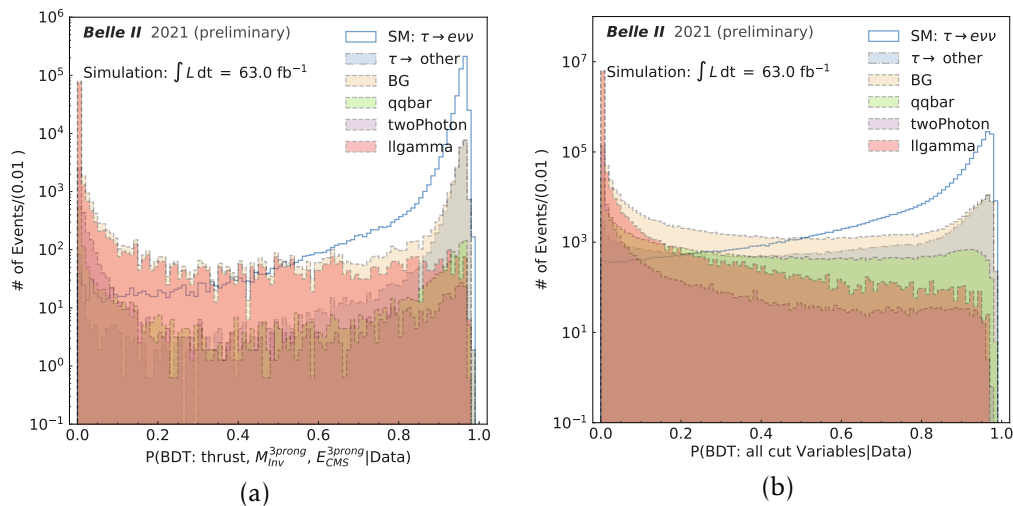 Belle II 2021 (preliminary)
Simulation: ∫ L dt = 63.0 fb⁻¹
SM: τ → eνν
τ → other
BG
qqbar
twoPhoton
llgamma
# of Events/(0.01 )
10⁶
10⁵
10⁴
10³
10²
10¹
10⁰
10⁻¹
0.0 0.2 0.4 0.6 0.8 1.0
P(BDT: thrust, M_{Inv}^{3prong}, E_{CMS}^{3prong}|Data)
(a)
Belle II 2021 (preliminary)
Simulation: ∫ L dt = 63.0 fb⁻¹
SM: τ → eνν
τ → other
BG
qqbar
twoPhoton
llgamma
# of Events/(0.01 )
10⁷
10⁵
10³
10¹
10⁻¹
0.0 0.2 0.4 0.6 0.8 1.0
P(BDT: all cut Variables|Data)
(b)